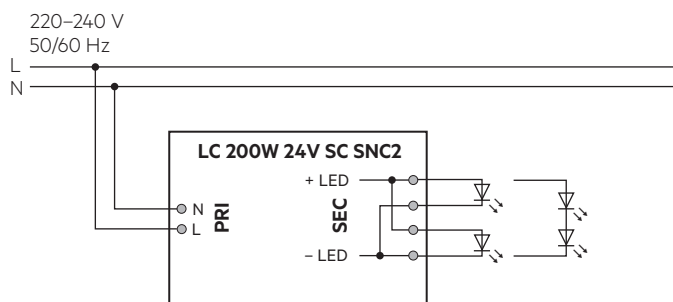 220–240 V
50/60 Hz
L
N
LC 200W 24V SC SNC2
+ LED
N
L
PRI
SEC
– LED